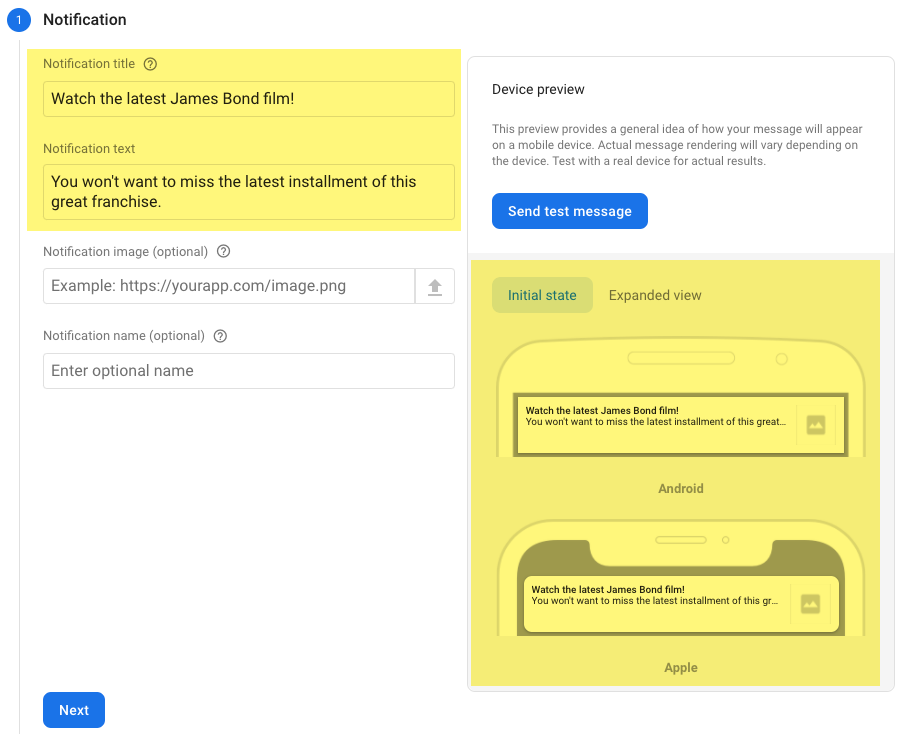 1 Notification
Notification title
Watch the latest James Bond film!
Notification text
You won't want to miss the latest installment of this
great franchise.
Notification image (optional)
Example: https://yourapp.com/image.png
Notification name (optional)
Enter optional name
Next
Device preview
This preview provides a general idea of how your message will appear
on a mobile device. Actual message rendering will vary depending on
the device. Test with a real device for actual results.
Send test message
Initial state Expanded view
Watch the latest James Bond film!
You won't want to miss the latest installment of this great...
Android
Watch the latest James Bond film!
You won't want to miss the latest installment of this gr...
Apple